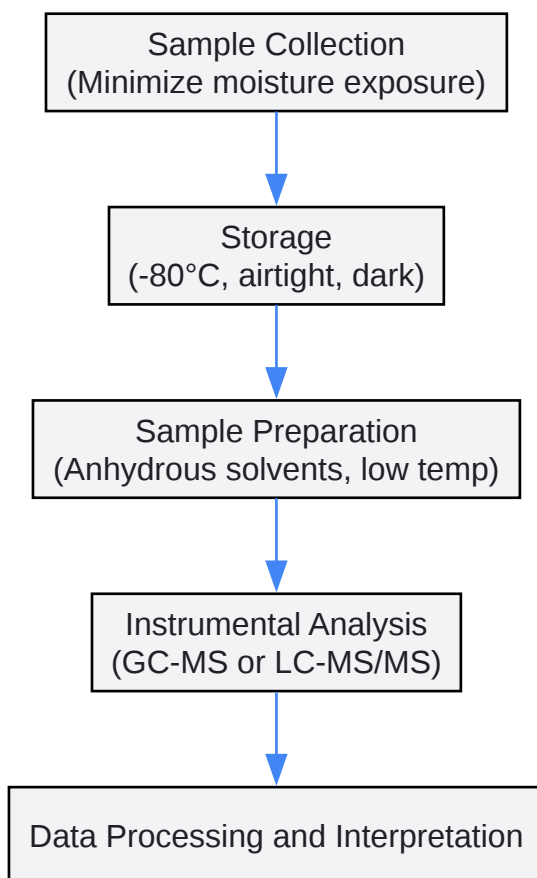 Sample Collection
(Minimize moisture exposure)
Storage
(-80°C, airtight, dark)
Sample Preparation
(Anhydrous solvents, low temp)
Instrumental Analysis
(GC-MS or LC-MS/MS)
Data Processing and Interpretation